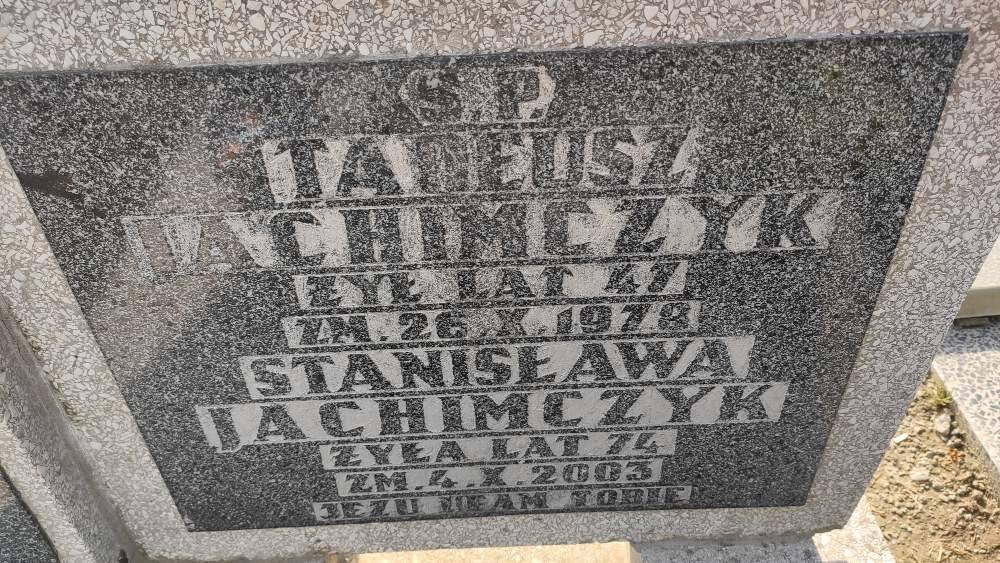 Ś.P.
TADEUSZ
JACHIMCZYK
ŻYŁ LAT 47
ZM. 26 X 1978
STANISŁAWA
JACHIMCZYK
ŻYŁA LAT 74
ZM 4.X.2003
JEZU UFAM TOBIE